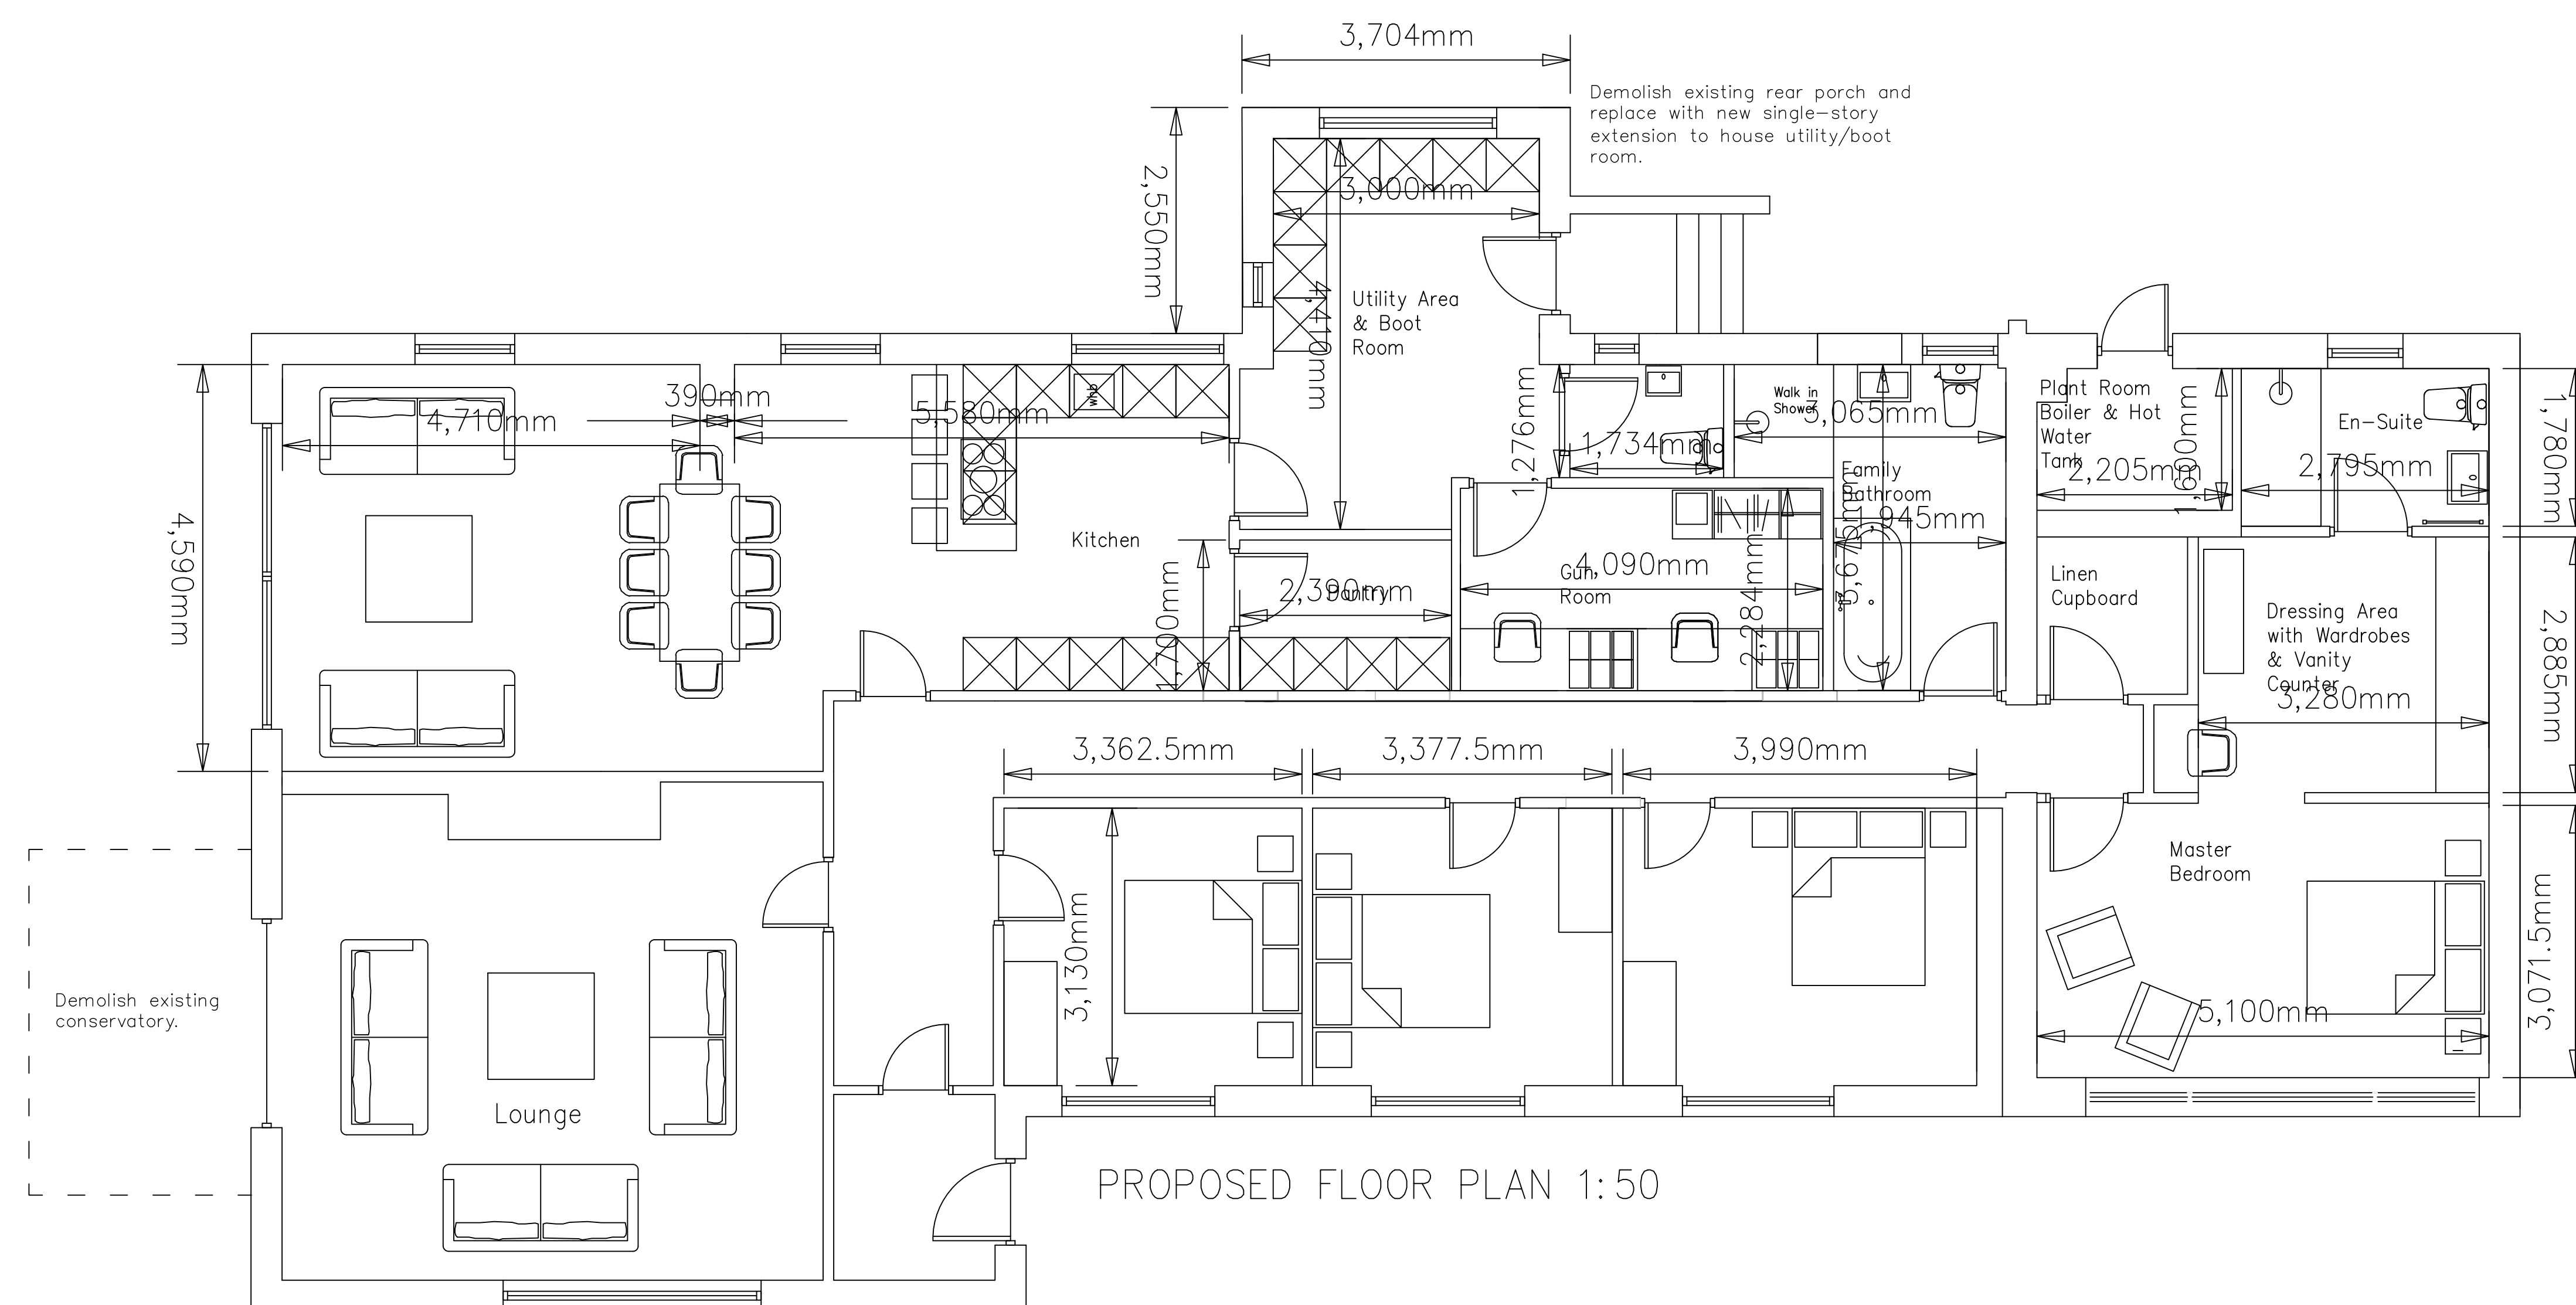 3,704mm
Demolish existing rear porch and
replace with new single-story
extension to house utility/boot
room.
2,550mm
3,000mm
4,410mm
Utility Area
& Boot
Room
390mm
4,710mm
5,580mm
whb
1,276mm
1,734mm
Walk in
Shower
3,065mm
Family
Bathroom
1,945mm
Plant Room
Boiler & Hot
Water
Tank
2,205mm
1,600mm
En-Suite
2,795mm
1,780mm
4,590mm
Kitchen
1,700mm
2,390mm
Pantry
Gun
Room
4,090mm
2,284mm
Linen
Cupboard
Dressing Area
with Wardrobes
& Vanity
Counter
3,280mm
2,885mm
3,362.5mm
3,377.5mm
3,990mm
3,130mm
Master
Bedroom
5,100mm
3,071.5mm
Demolish existing
conservatory.
Lounge
PROPOSED FLOOR PLAN 1:50